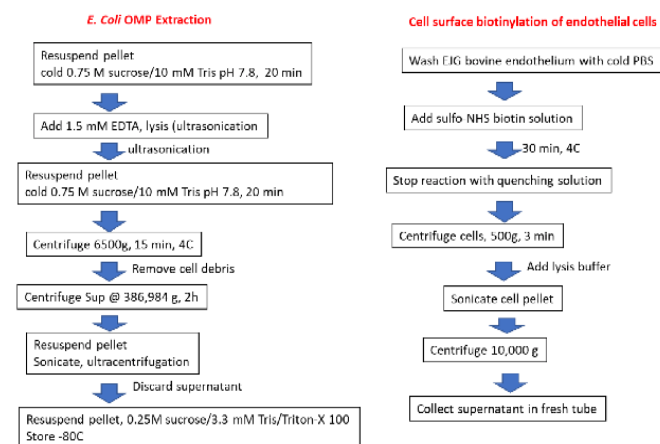 E. Coli OMP Extraction
Resuspend pellet
cold 0.75 M sucrose/10 mM Tris pH 7.8, 20 min
Add 1.5 mM EDTA, lysis (ultrasonication
ultrasonication
Resuspend pellet
cold 0.75 M sucrose/10 mM Tris pH 7.8, 20 min
Centrifuge 6500g, 15 min, 4C
Remove cell debris
Centrifuge Sup @ 386,984 g, 2h
Resuspend pellet
Sonicate, ultracentrifugation
Discard supernatant
Resuspend pellet, 0.25M sucrose/3.3 mM Tris/Triton-X 100
Store -80C
Cell surface biotinylation of endothelial cells
Wash EJG bovine endothelium with cold PBS
Add sulfo-NHS biotin solution
30 min, 4C
Stop reaction with quenching solution
Centrifuge cells, 500g, 3 min
Add lysis buffer
Sonicate cell pellet
Centrifuge 10,000 g
Collect supernatant in fresh tube